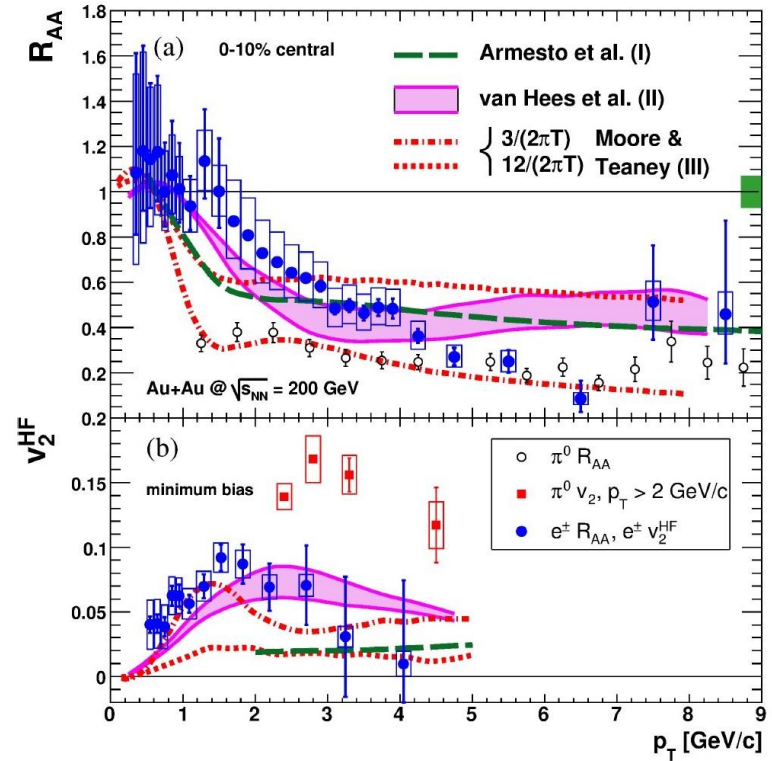 R_AA
1.8
1.6
1.4
1.2
1
0.8
0.6
0.4
0.2
(a)
0-10% central
Armesto et al. (I)
van Hees et al. (II)
3/(2πT) Moore &
12/(2πT) Teaney (III)
Au+Au @ √s_NN = 200 GeV
v_2^HF
0.2
0.15
0.1
0.05
0
(b)
minimum bias
π^0 R_AA
π^0 v_2, p_T > 2 GeV/c
e^± R_AA, e^± v_2^HF
0 1 2 3 4 5 6 7 8 9
p_T [GeV/c]